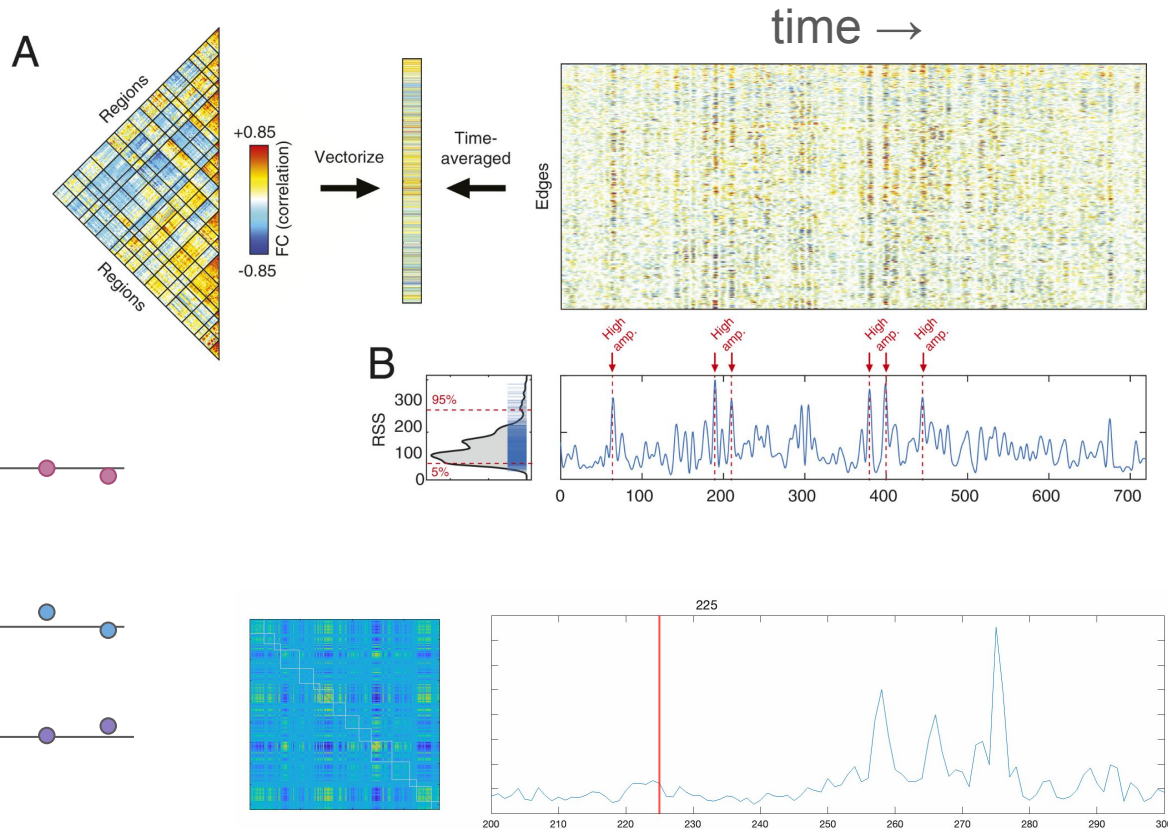 time →
A
Regions
+0.85
FC (correlation)
-0.85
Regions
Vectorize
Time-
averaged
Edges
High
amp.
High
amp.
High
amp.
High
amp.
B
RSS
300
200
100
0
95%
5%
0
100
200
300
400
500
600
700
225
200
210
220
230
240
250
260
270
280
290
300